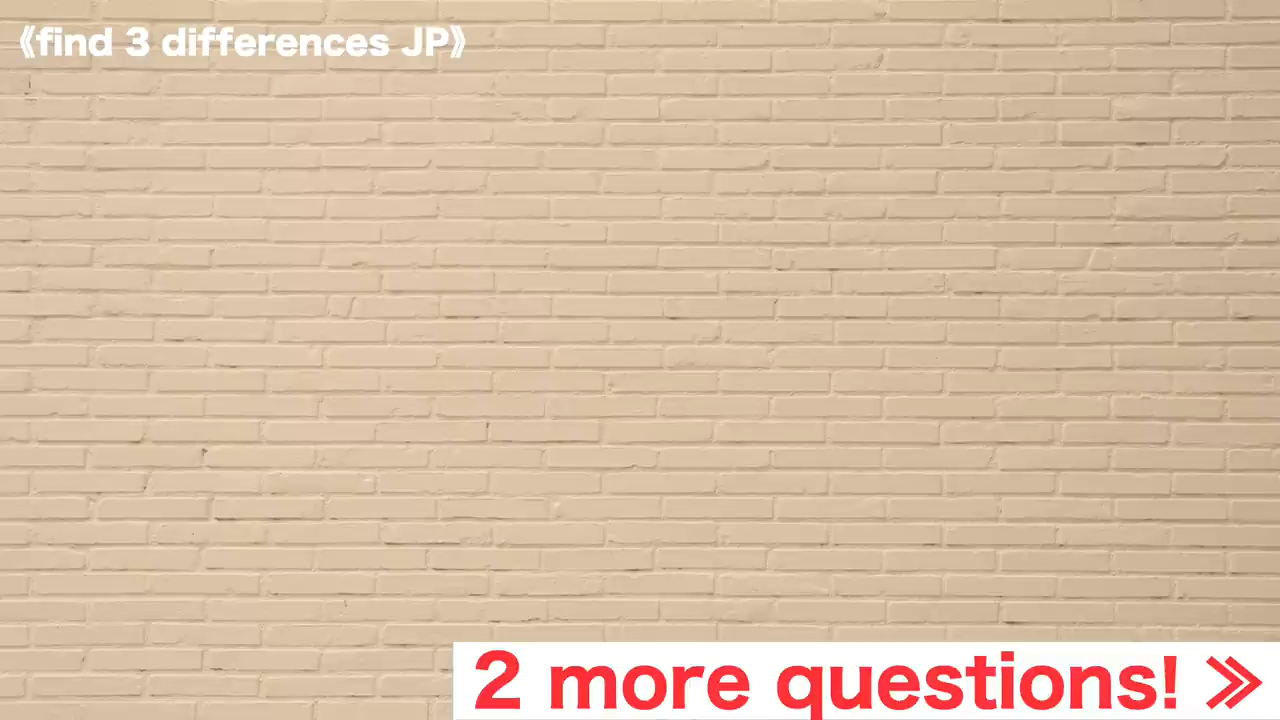 《find 3 differences JP》
2 more questions! ≫